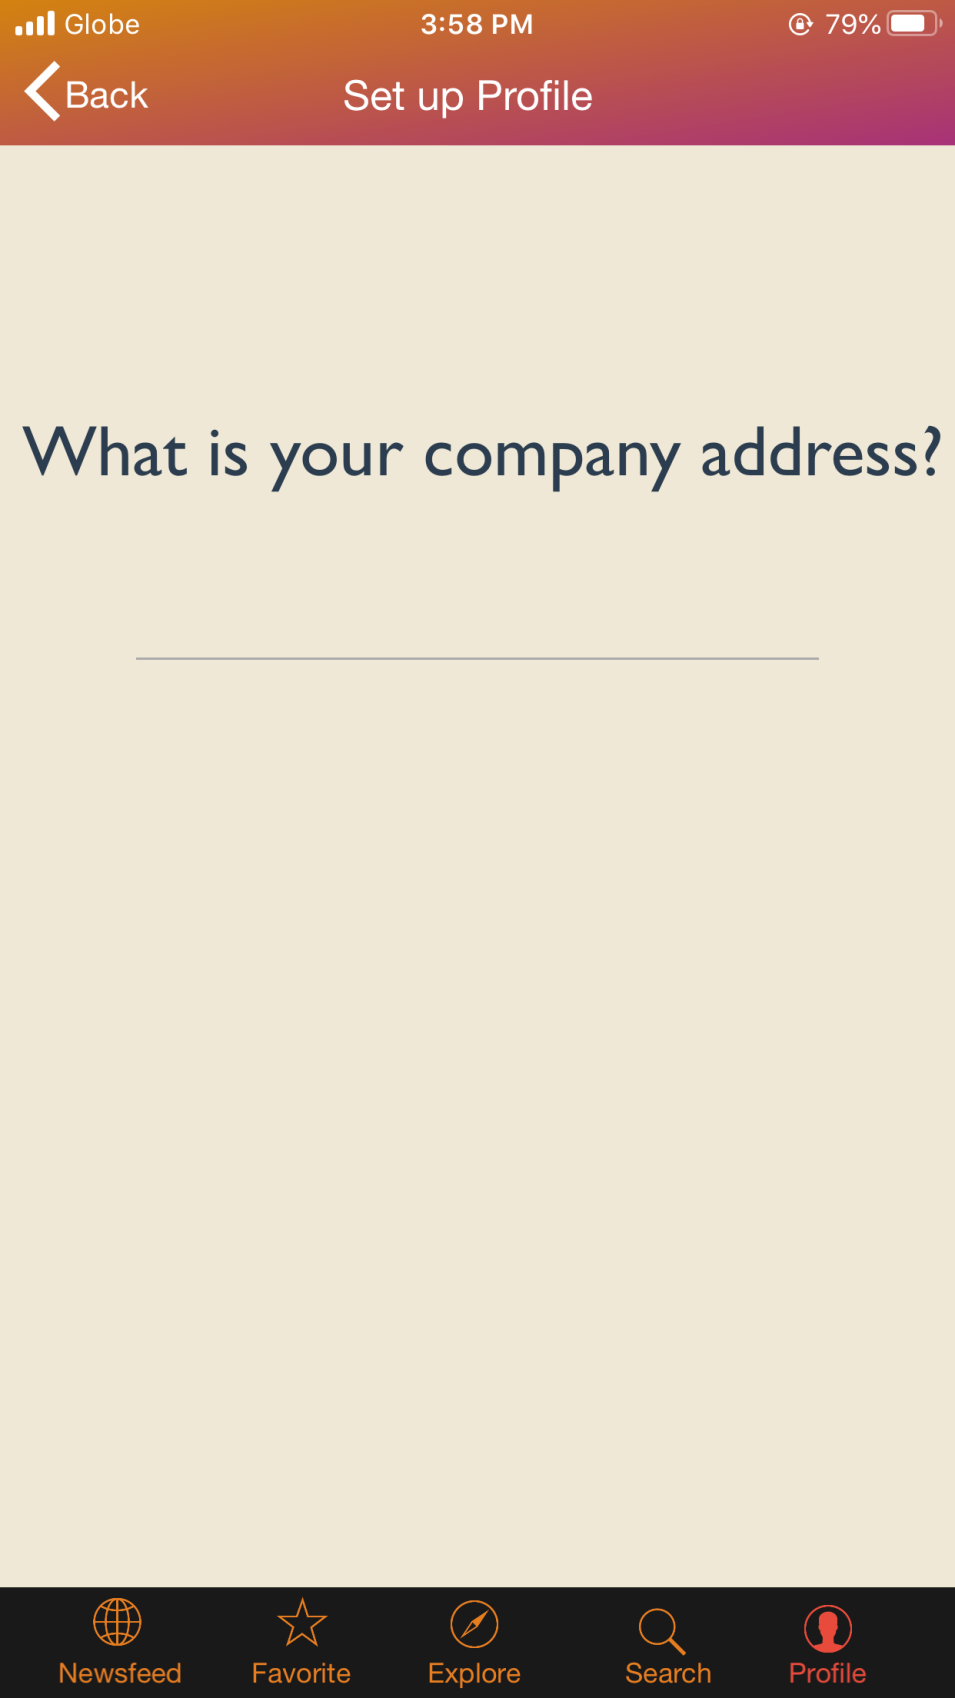 Globe 3:58 PM 79%
Back Set up Profile
What is your company address?
Newsfeed Favorite Explore Search Profile